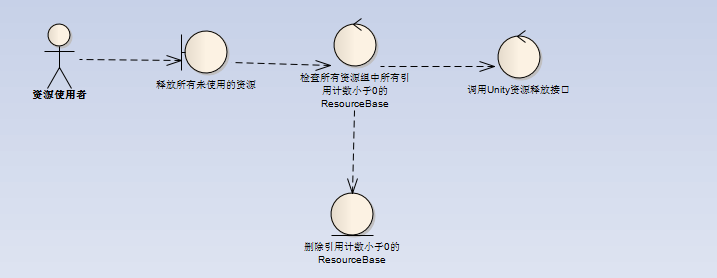 资源使用者
释放所有未使用的资源
检查所有资源组中所有引
用计数小于0的
ResourceBase
调用Unity资源释放接口
删除引用计数小于0的
ResourceBase